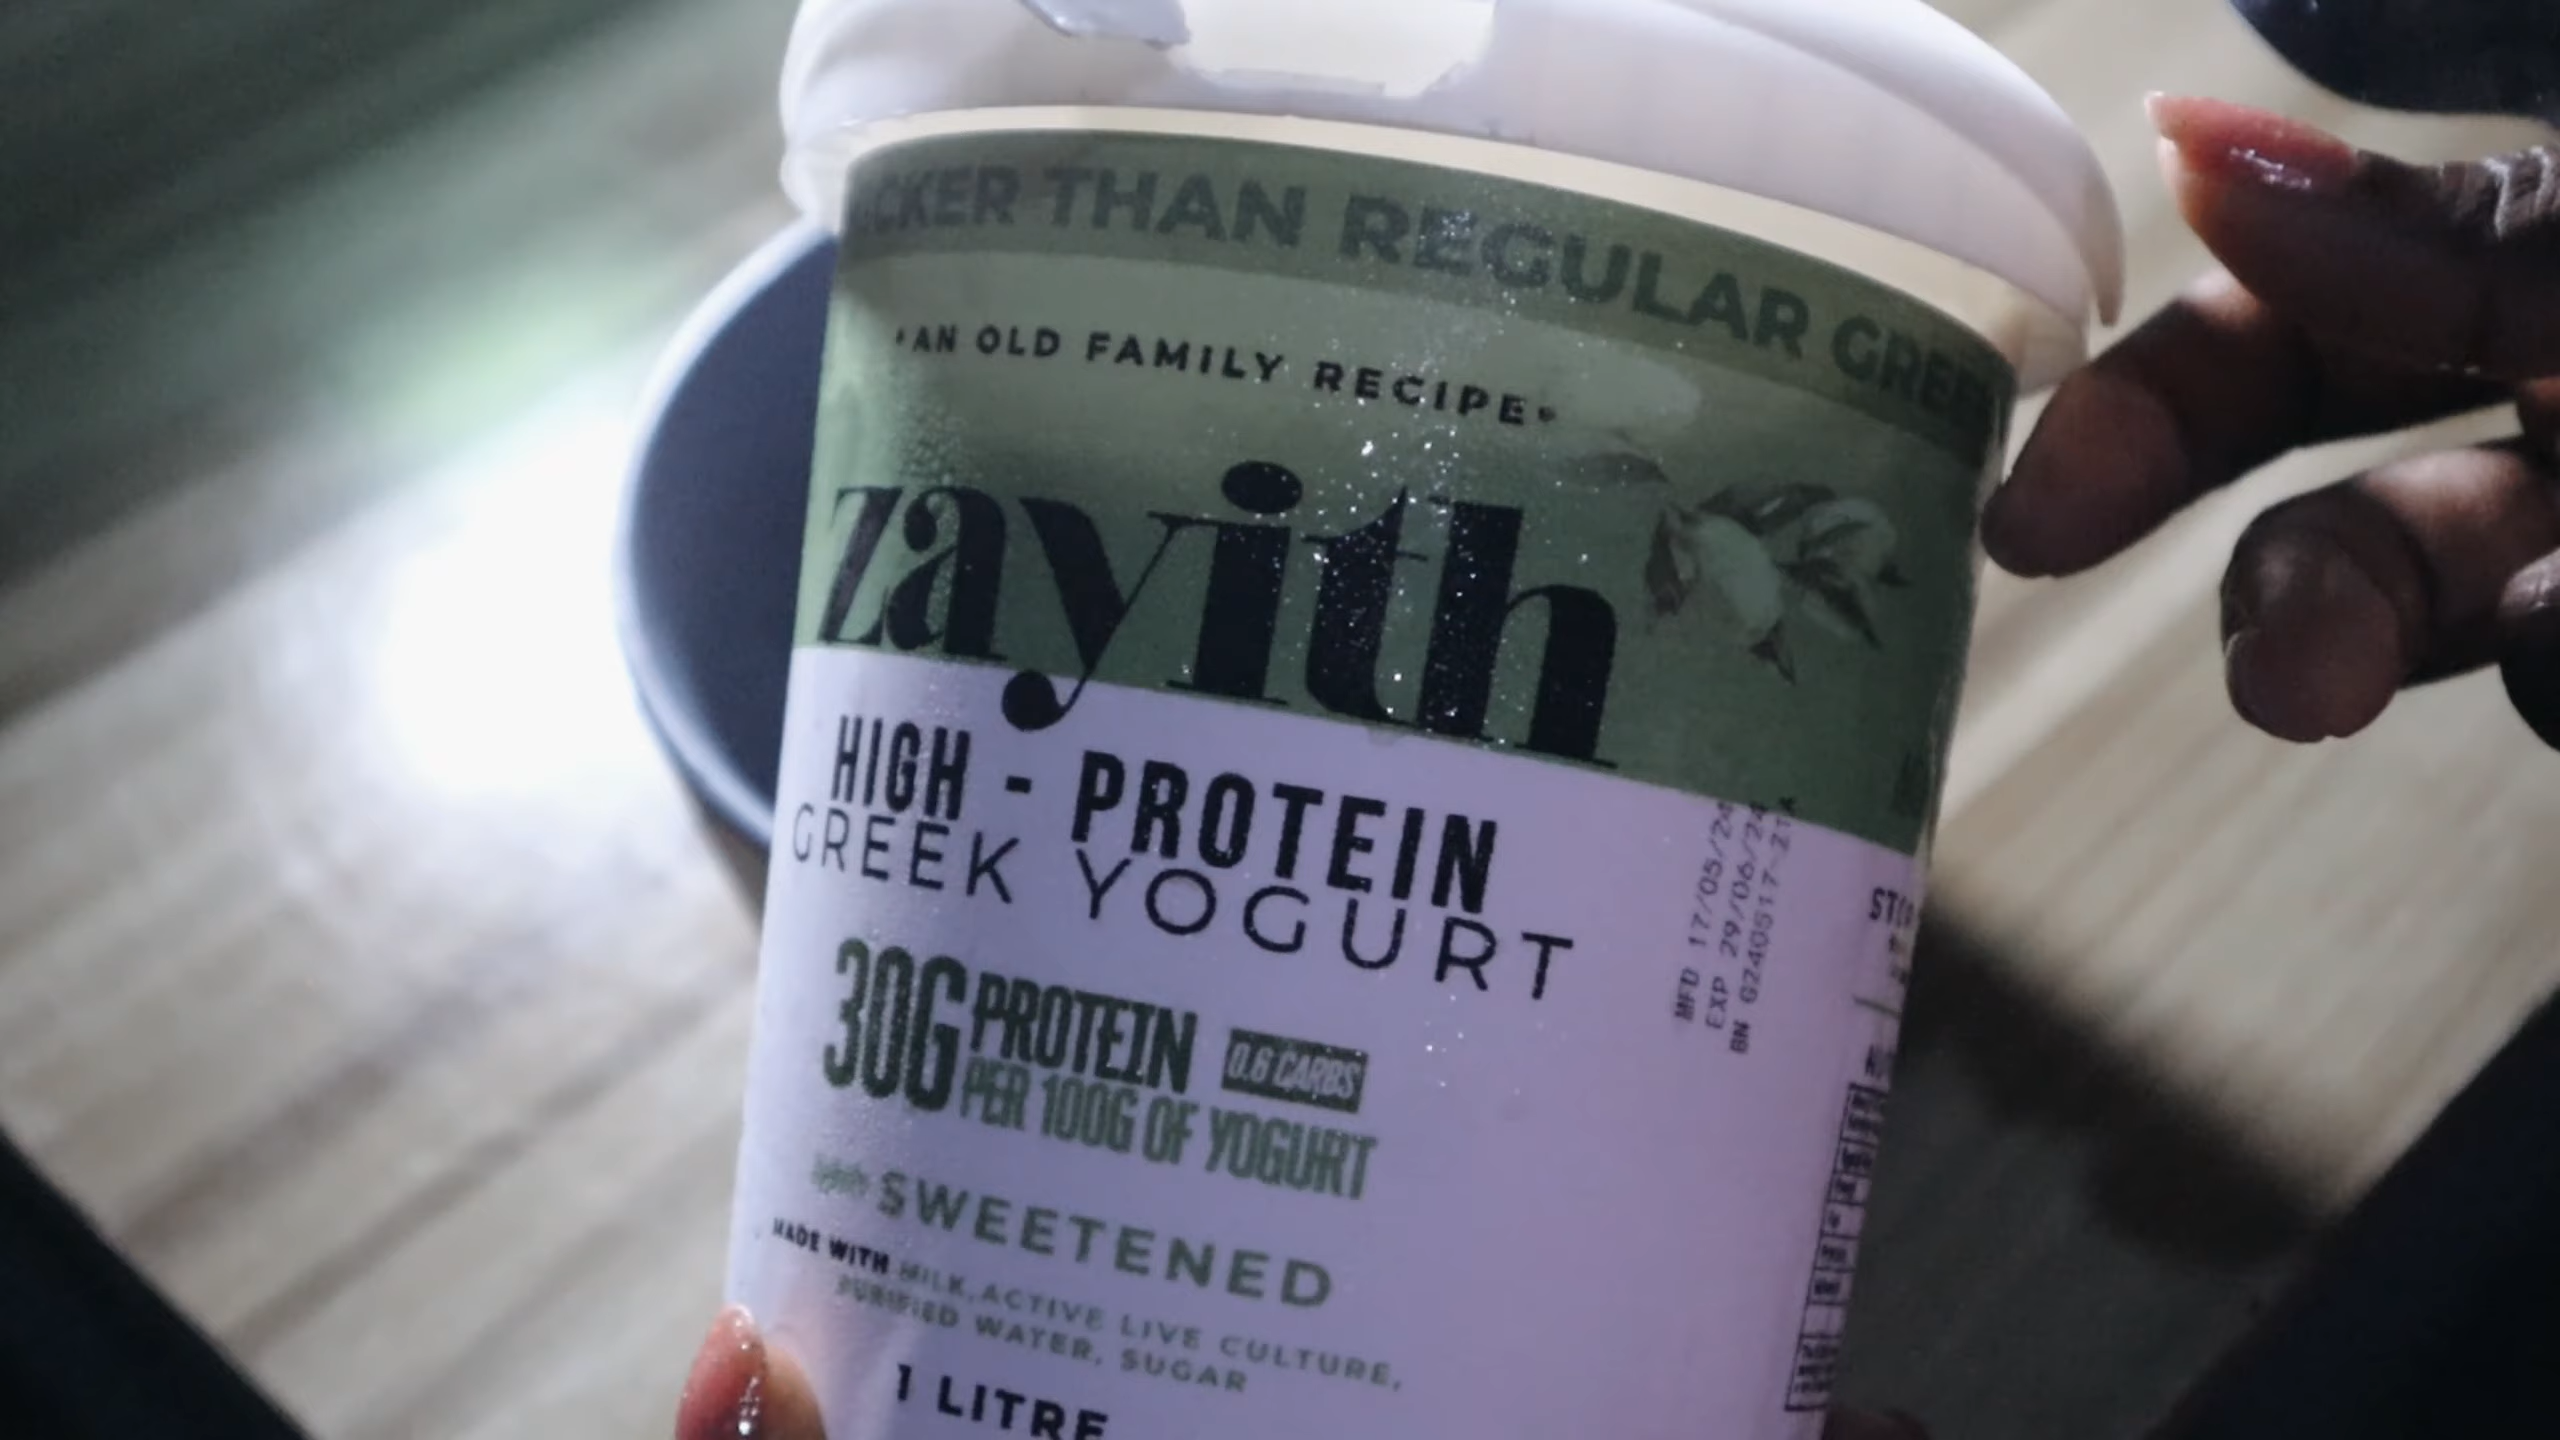 THAN REGULAR
•AN OLD FAMILY RECIPE•
zayith
HIGH - PROTEIN
GREEK YOGURT
30G PROTEIN
PER 100G OF YOGURT
0.6 CARBS
SWEETENED
MADE WITH MILK, ACTIVE LIVE CULTURE,
PURIFIED WATER, SUGAR
1 LITRE
MFD 17/05/24
EXP 29/06/24